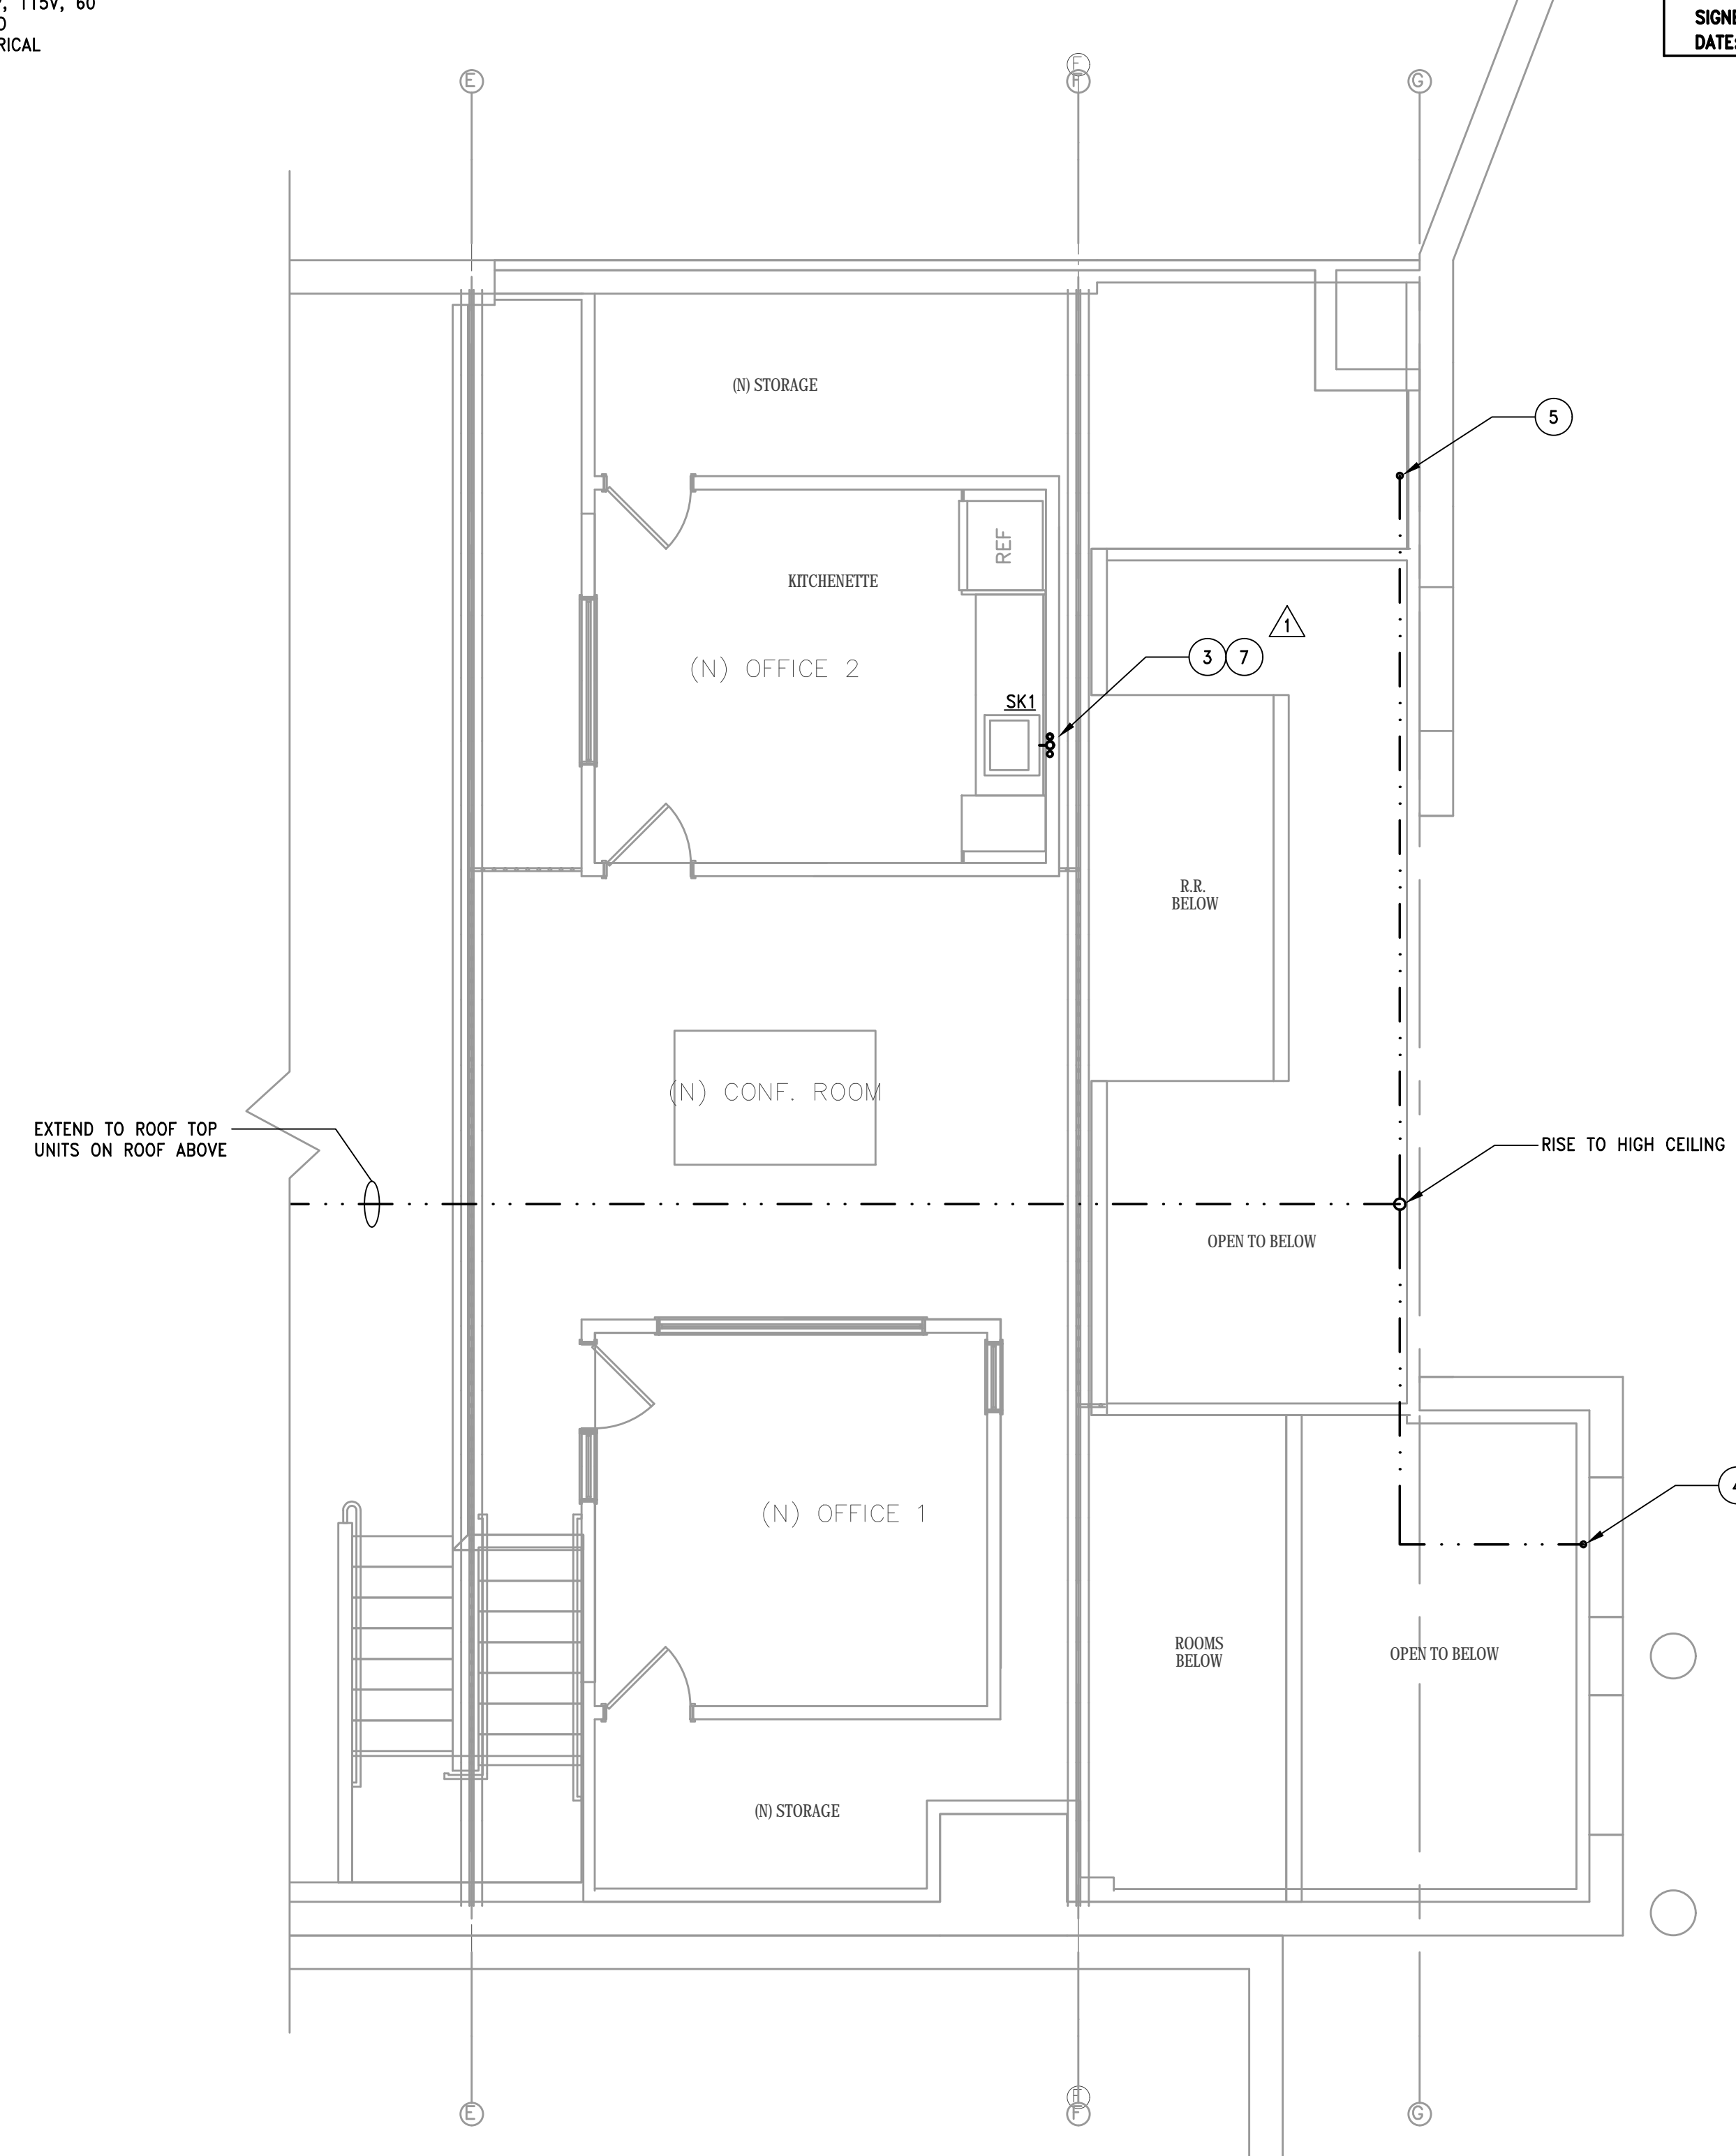 115V, 60
RICAL
SIGNE
DATE:
E
F
F
G
(N) STORAGE
5
REF
KITCHENETTE
1
3 7
(N) OFFICE 2
SK1
R.R.
BELOW
(N) CONF. ROOM
EXTEND TO ROOF TOP
UNITS ON ROOF ABOVE
RISE TO HIGH CEILING
OPEN TO BELOW
(N) OFFICE 1
ROOMS
BELOW
OPEN TO BELOW
(N) STORAGE
E
F
F
G